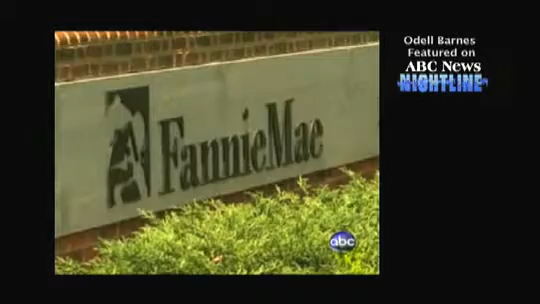 Odell Barnes
Featured on
ABC News
NIGHTLINE
FannieMae
abc